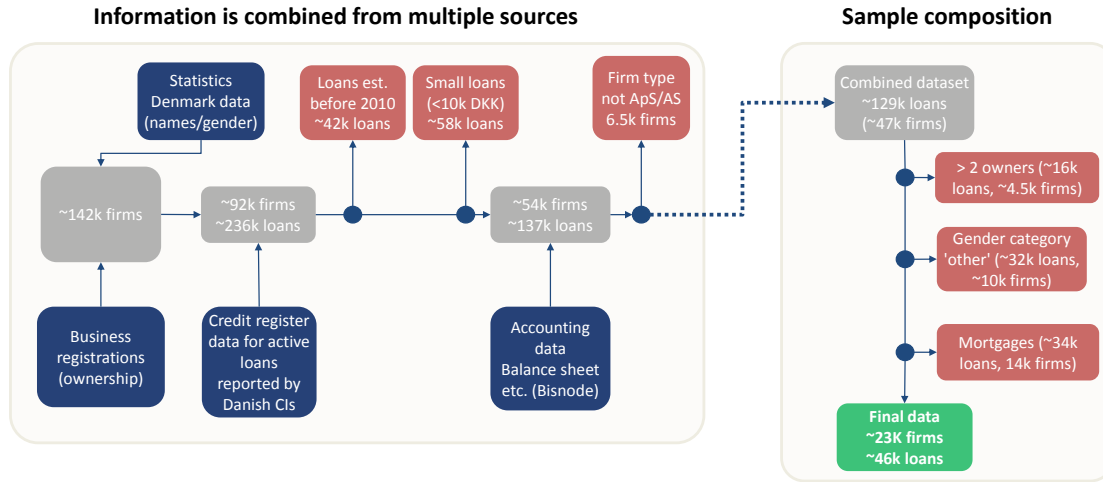 Information is combined from multiple sources
Sample composition
Statistics
Denmark data
(names/gender)
Loans est.
before 2010
~42k loans
Small loans
(<10k DKK)
~58k loans
Firm type
not ApS/AS
6.5k firms
~142k firms
~92k firms
~236k loans
~54k firms
~137k loans
Business
registrations
(ownership)
Credit register
data for active
loans
reported by
Danish CIs
Accounting
data
Balance sheet
etc. (Bisnode)
Combined dataset
~129k loans
(~47k firms)
> 2 owners (~16k
loans, ~4.5k firms)
Gender category
'other' (~32k loans,
~10k firms)
Mortgages (~34k
loans, 14k firms)
Final data
~23K firms
~46k loans